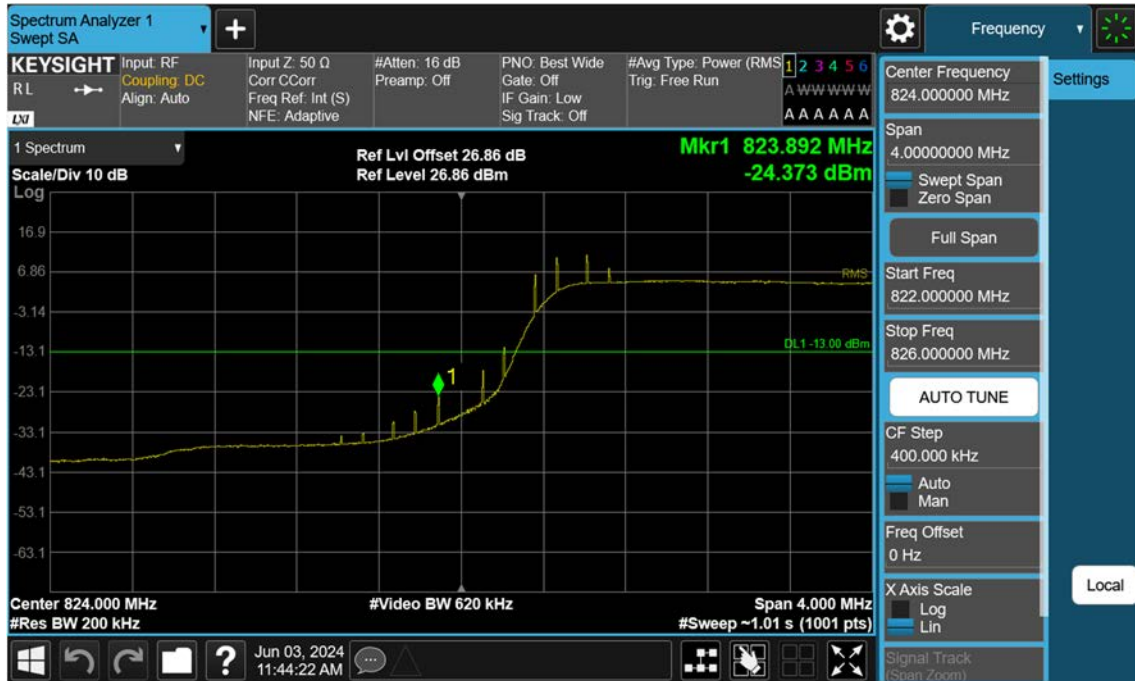 Spectrum Analyzer 1
Swept SA
+
Frequency
KEYSIGHT
RL
LXI
Input: RF
Coupling: DC
Align: Auto
Input Z: 50 Ω
Corr CCorr
Freq Ref: Int (S)
NFE: Adaptive
#Atten: 16 dB
Preamp: Off
PNO: Best Wide
Gate: Off
IF Gain: Low
Sig Track: Off
#Avg Type: Power (RMS
Trig: Free Run
1 2 3 4 5 6
A W W W W W
A A A A A A
1 Spectrum
Scale/Div 10 dB
Log
Ref Lvl Offset 26.86 dB
Ref Level 26.86 dBm
Mkr1 823.892 MHz
-24.373 dBm
16.9
6.86
-3.14
-13.1
-23.1
-33.1
-43.1
-53.1
-63.1
RMS
DL1 -13.00 dBm
1
Center 824.000 MHz
#Res BW 200 kHz
#Video BW 620 kHz
Span 4.000 MHz
#Sweep ~1.01 s (1001 pts)
Center Frequency
824.000000 MHz
Span
4.00000000 MHz
Swept Span
Zero Span
Full Span
Start Freq
822.000000 MHz
Stop Freq
826.000000 MHz
AUTO TUNE
CF Step
400.000 kHz
Auto
Man
Freq Offset
0 Hz
X Axis Scale
Log
Lin
Signal Track
(Span Zoom)
Settings
Local
?
Jun 03, 2024
11:44:22 AM